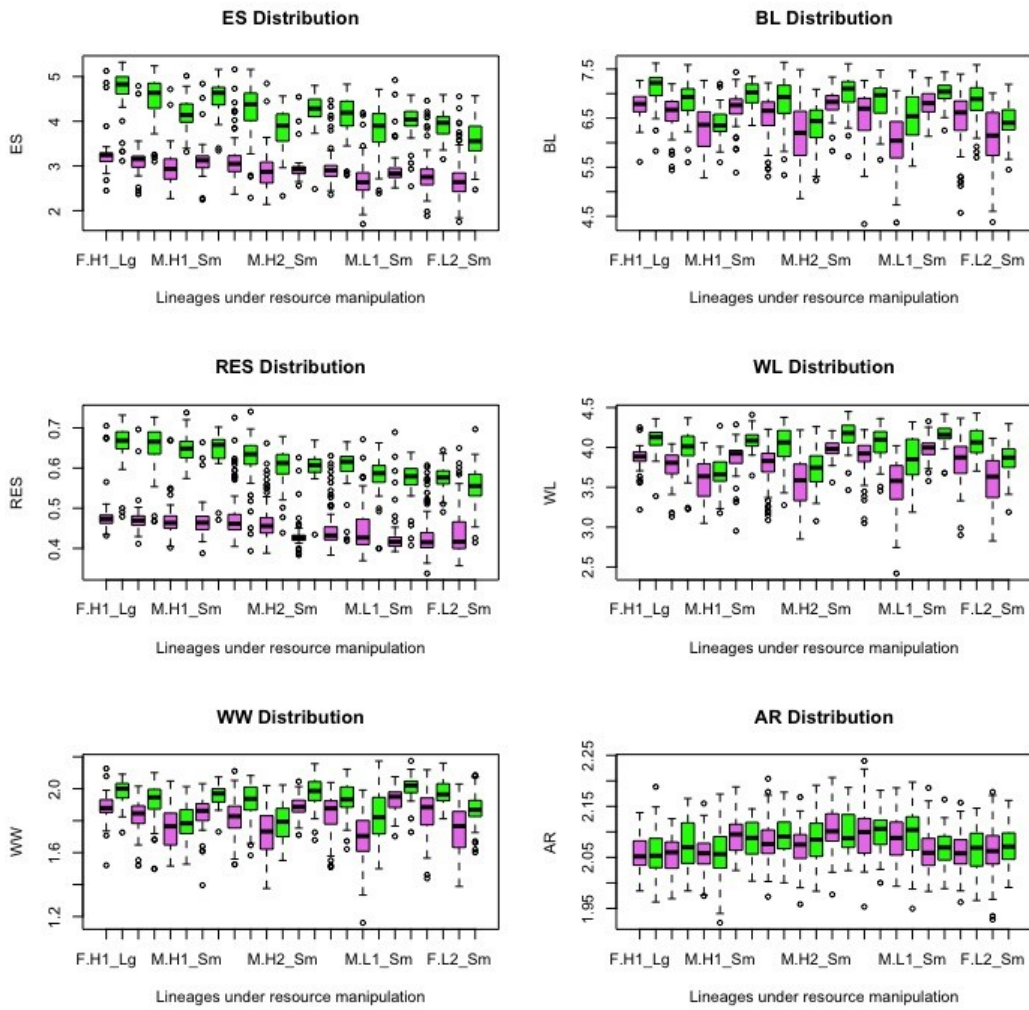 ES Distribution
ES
5
4
3
2
F.H1_Lg M.H1_Sm M.H2_Sm M.L1_Sm F.L2_Sm
Lineages under resource manipulation
BL Distribution
BL
7.5
6.5
5.5
4.5
F.H1_Lg M.H1_Sm M.H2_Sm M.L1_Sm F.L2_Sm
Lineages under resource manipulation
RES Distribution
RES
0.7
0.6
0.5
0.4
F.H1_Lg M.H1_Sm M.H2_Sm M.L1_Sm F.L2_Sm
Lineages under resource manipulation
WL Distribution
WL
4.5
4.0
3.5
3.0
2.5
F.H1_Lg M.H1_Sm M.H2_Sm M.L1_Sm F.L2_Sm
Lineages under resource manipulation
WW Distribution
WW
2.0
1.6
1.2
F.H1_Lg M.H1_Sm M.H2_Sm M.L1_Sm F.L2_Sm
Lineages under resource manipulation
AR Distribution
AR
2.25
2.15
2.05
1.95
F.H1_Lg M.H1_Sm M.H2_Sm M.L1_Sm F.L2_Sm
Lineages under resource manipulation